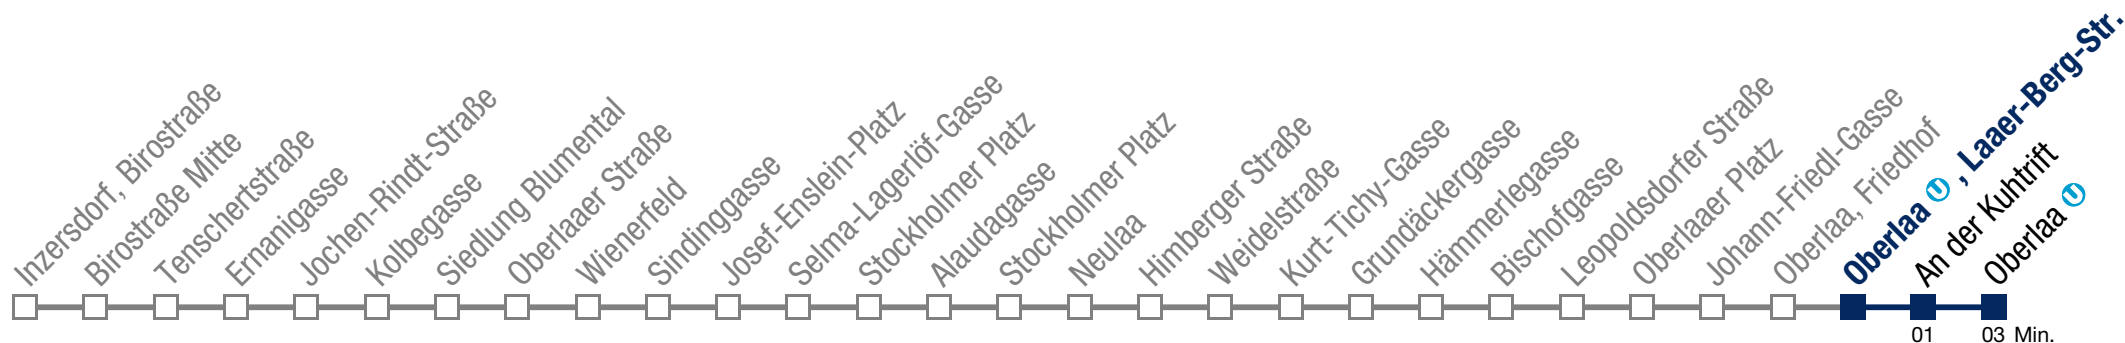 Inzersdorf, Birostraße
Birostraße Mitte
Tenschertstraße
Ernanigasse
Jochen-Rindt-Straße
Kolbegasse
Siedlung Blumental
Oberlaaer Straße
Wienerfeld
Sindinggasse
Josef-Enslein-Platz
Selma-Lagerlöf-Gasse
Stockholmer Platz
Alaudagasse
Stockholmer Platz
Neulaa
Himberger Straße
Weidelstraße
Kurt-Tichy-Gasse
Grundäckergasse
Hämmerlegasse
Bischofgasse
Leopoldsdorfer Straße
Oberlaaer Platz
Johann-Friedl-Gasse
Oberlaa, Friedhof
Oberlaa U, Laaer-Berg-Str.
An der Kuhtrift
Oberlaa U
01 03 Min.